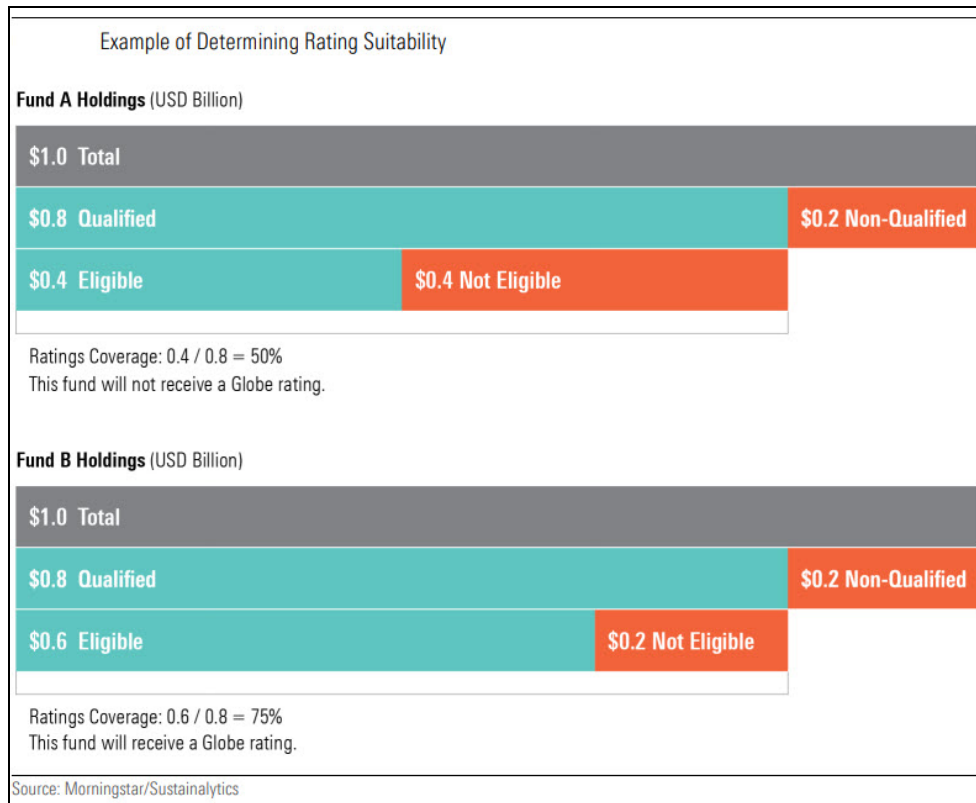 Example of Determining Rating Suitability
Fund A Holdings (USD Billion)
$1.0 Total
$0.8 Qualified $0.2 Non-Qualified
$0.4 Eligible $0.4 Not Eligible
Ratings Coverage: 0.4 / 0.8 = 50%
This fund will not receive a Globe rating.
Fund B Holdings (USD Billion)
$1.0 Total
$0.8 Qualified $0.2 Non-Qualified
$0.6 Eligible $0.2 Not Eligible
Ratings Coverage: 0.6 / 0.8 = 75%
This fund will receive a Globe rating.
Source: Morningstar/Sustainalytics